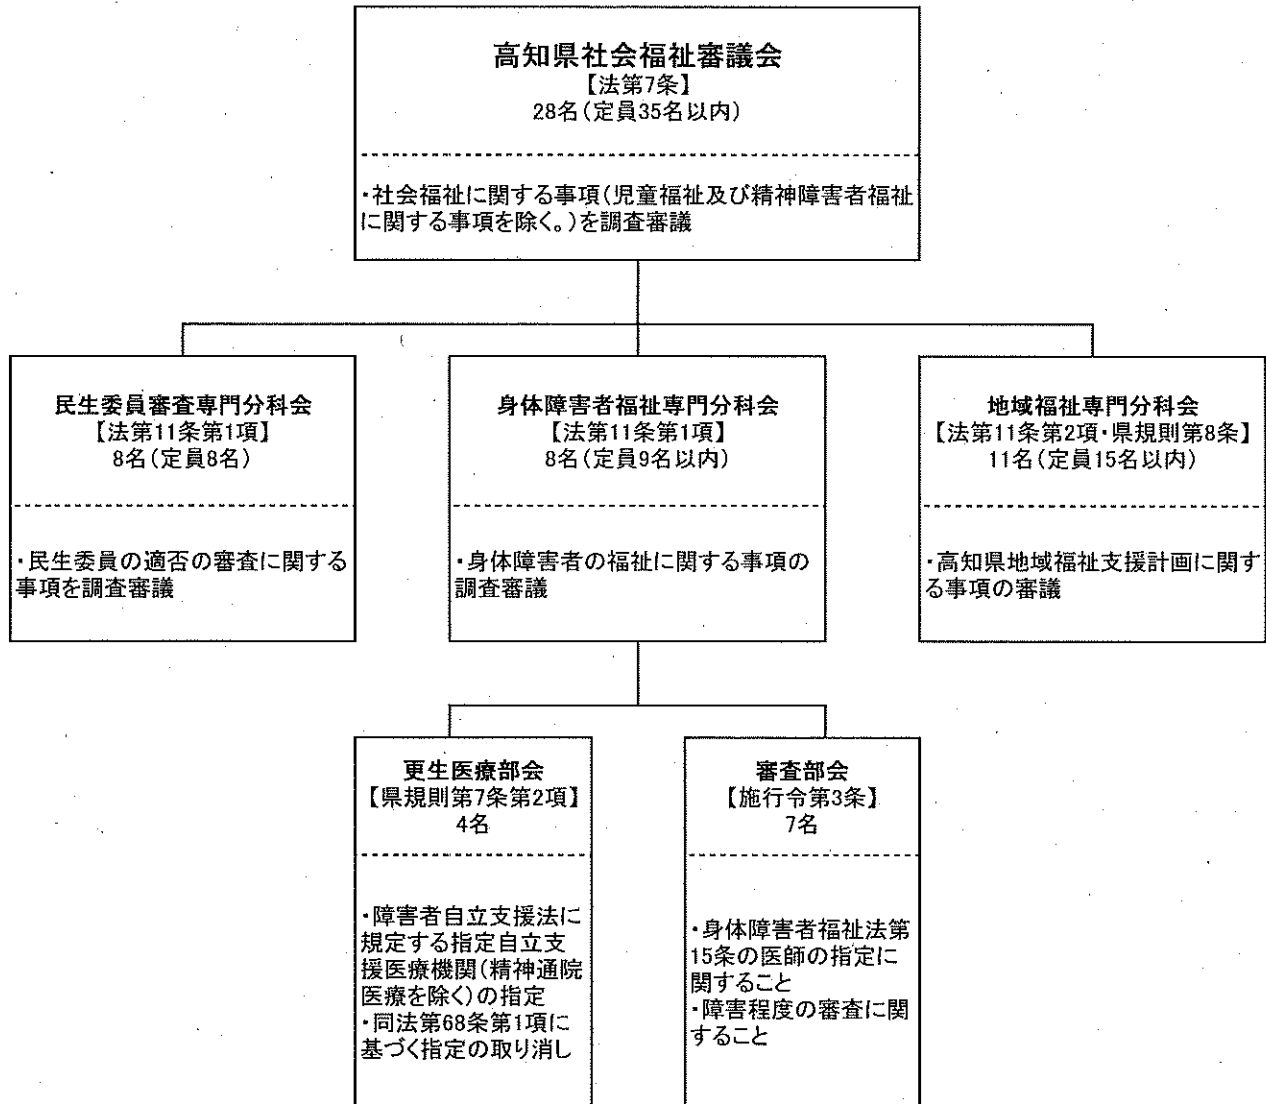 高知県社会福祉審議会
【法第7条】
28名(定員35名以内)
・社会福祉に関する事項(児童福祉及び精神障害者福祉
に関する事項を除く。)を調査審議
民生委員審査専門分科会
【法第11条第1項】
8名(定員8名)
・民生委員の適否の審査に関する
事項を調査審議
身体障害者福祉専門分科会
【法第11条第1項】
8名(定員9名以内)
・身体障害者の福祉に関する事項の
調査審議
地域福祉専門分科会
【法第11条第2項・県規則第8条】
11名(定員15名以内)
・高知県地域福祉支援計画に関す
る事項の審議
更生医療部会
【県規則第7条第2項】
4名
・障害者自立支援法に
規定する指定自立支
援医療機関(精神通院
医療を除く)の指定
・同法第68条第1項に
基づく指定の取り消し
審査部会
【施行令第3条】
7名
・身体障害者福祉法第
15条の医師の指定に
関すること
・障害程度の審査に関
すること